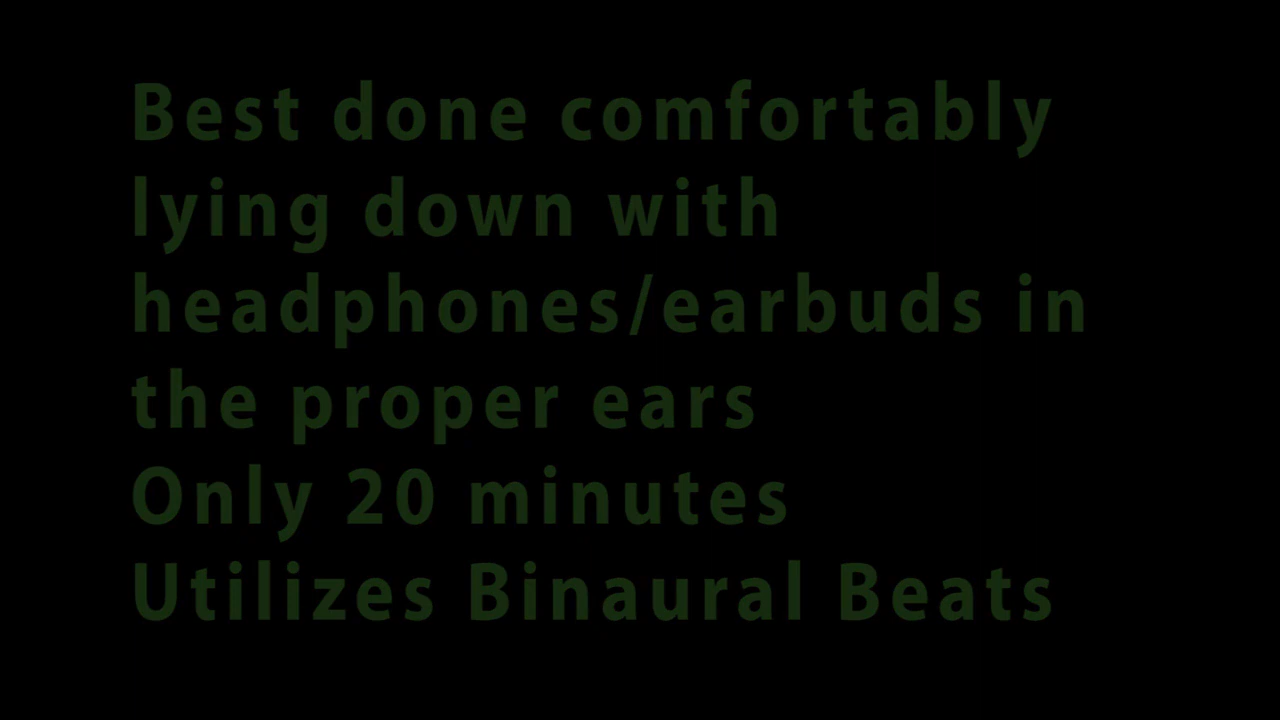 Best done comfortably
lying down with
headphones/earbuds in
the proper ears
Only 20 minutes
Utilizes Binaural Beats